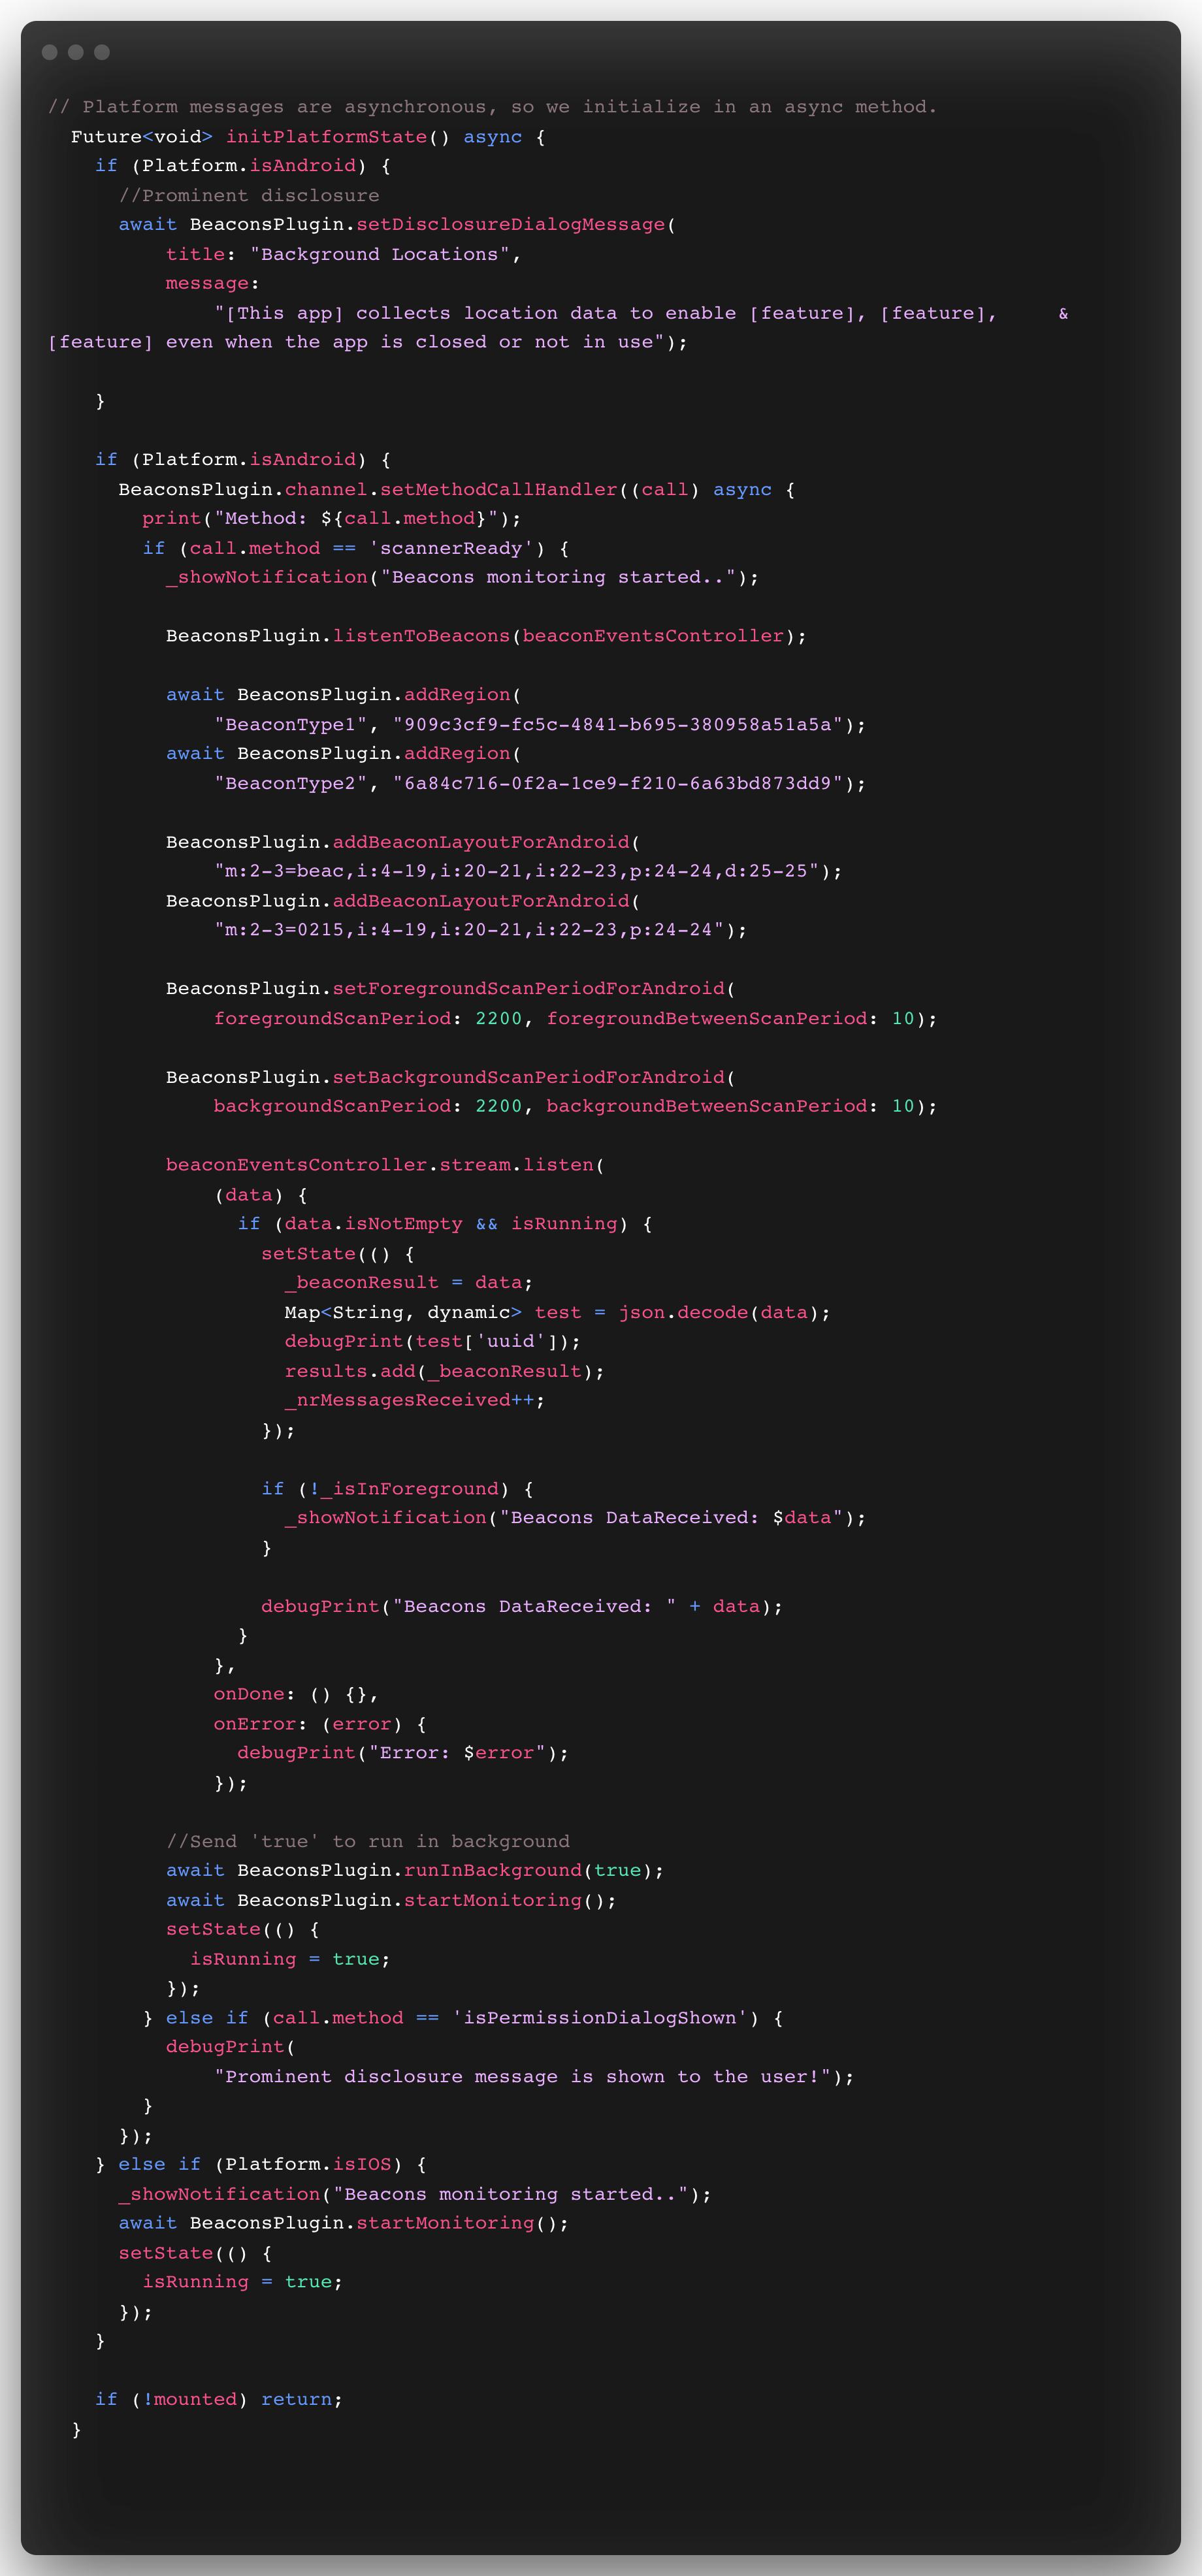 // Platform messages are asynchronous, so we initialize in an async method.
  Future<void> initPlatformState() async {
    if (Platform.isAndroid) {
      //Prominent disclosure
      await BeaconsPlugin.setDisclosureDialogMessage(
          title: "Background Locations",
          message:
              "[This app] collects location data to enable [feature], [feature],     &
[feature] even when the app is closed or not in use");

    }

    if (Platform.isAndroid) {
      BeaconsPlugin.channel.setMethodCallHandler((call) async {
        print("Method: ${call.method}");
        if (call.method == 'scannerReady') {
          _showNotification("Beacons monitoring started..");

          BeaconsPlugin.listenToBeacons(beaconEventsController);

          await BeaconsPlugin.addRegion(
              "BeaconType1", "909c3cf9-fc5c-4841-b695-380958a51a5a");
          await BeaconsPlugin.addRegion(
              "BeaconType2", "6a84c716-0f2a-1ce9-f210-6a63bd873dd9");

          BeaconsPlugin.addBeaconLayoutForAndroid(
              "m:2-3=beac,i:4-19,i:20-21,i:22-23,p:24-24,d:25-25");
          BeaconsPlugin.addBeaconLayoutForAndroid(
              "m:2-3=0215,i:4-19,i:20-21,i:22-23,p:24-24");

          BeaconsPlugin.setForegroundScanPeriodForAndroid(
              foregroundScanPeriod: 2200, foregroundBetweenScanPeriod: 10);

          BeaconsPlugin.setBackgroundScanPeriodForAndroid(
              backgroundScanPeriod: 2200, backgroundBetweenScanPeriod: 10);

          beaconEventsController.stream.listen(
              (data) {
                if (data.isNotEmpty && isRunning) {
                  setState(() {
                    _beaconResult = data;
                    Map<String, dynamic> test = json.decode(data);
                    debugPrint(test['uuid']);
                    results.add(_beaconResult);
                    _nrMessagesReceived++;
                  });

                  if (!_isInForeground) {
                    _showNotification("Beacons DataReceived: $data");
                  }

                  debugPrint("Beacons DataReceived: " + data);
                }
              },
              onDone: () {},
              onError: (error) {
                debugPrint("Error: $error");
              });

          //Send 'true' to run in background
          await BeaconsPlugin.runInBackground(true);
          await BeaconsPlugin.startMonitoring();
          setState(() {
            isRunning = true;
          });
        } else if (call.method == 'isPermissionDialogShown') {
          debugPrint(
              "Prominent disclosure message is shown to the user!");
        }
      });
    } else if (Platform.isIOS) {
      _showNotification("Beacons monitoring started..");
      await BeaconsPlugin.startMonitoring();
      setState(() {
        isRunning = true;
      });
    }

    if (!mounted) return;
  }